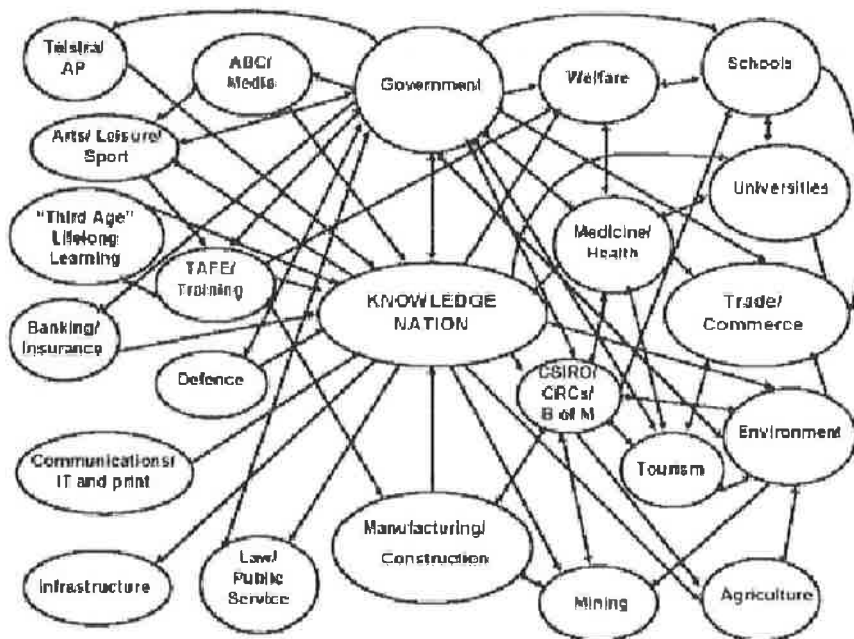 Telstra/
AP
ABC/
Media
Government
Welfare
Schools
Arts/ Leisure/
Sport
Universities
"Third Age"
Lifelong
Learning
Medicine/
Health
TAFE/
Training
KNOWLEDGE
NATION
Trade/
Commerce
Banking/
Insurance
Defence
CSIRO/
CRCs/
B of M
Environment
Tourism
Communications/
IT and print
Manufacturing/
Construction
Infrastructure
Law/
Public
Service
Mining
Agriculture